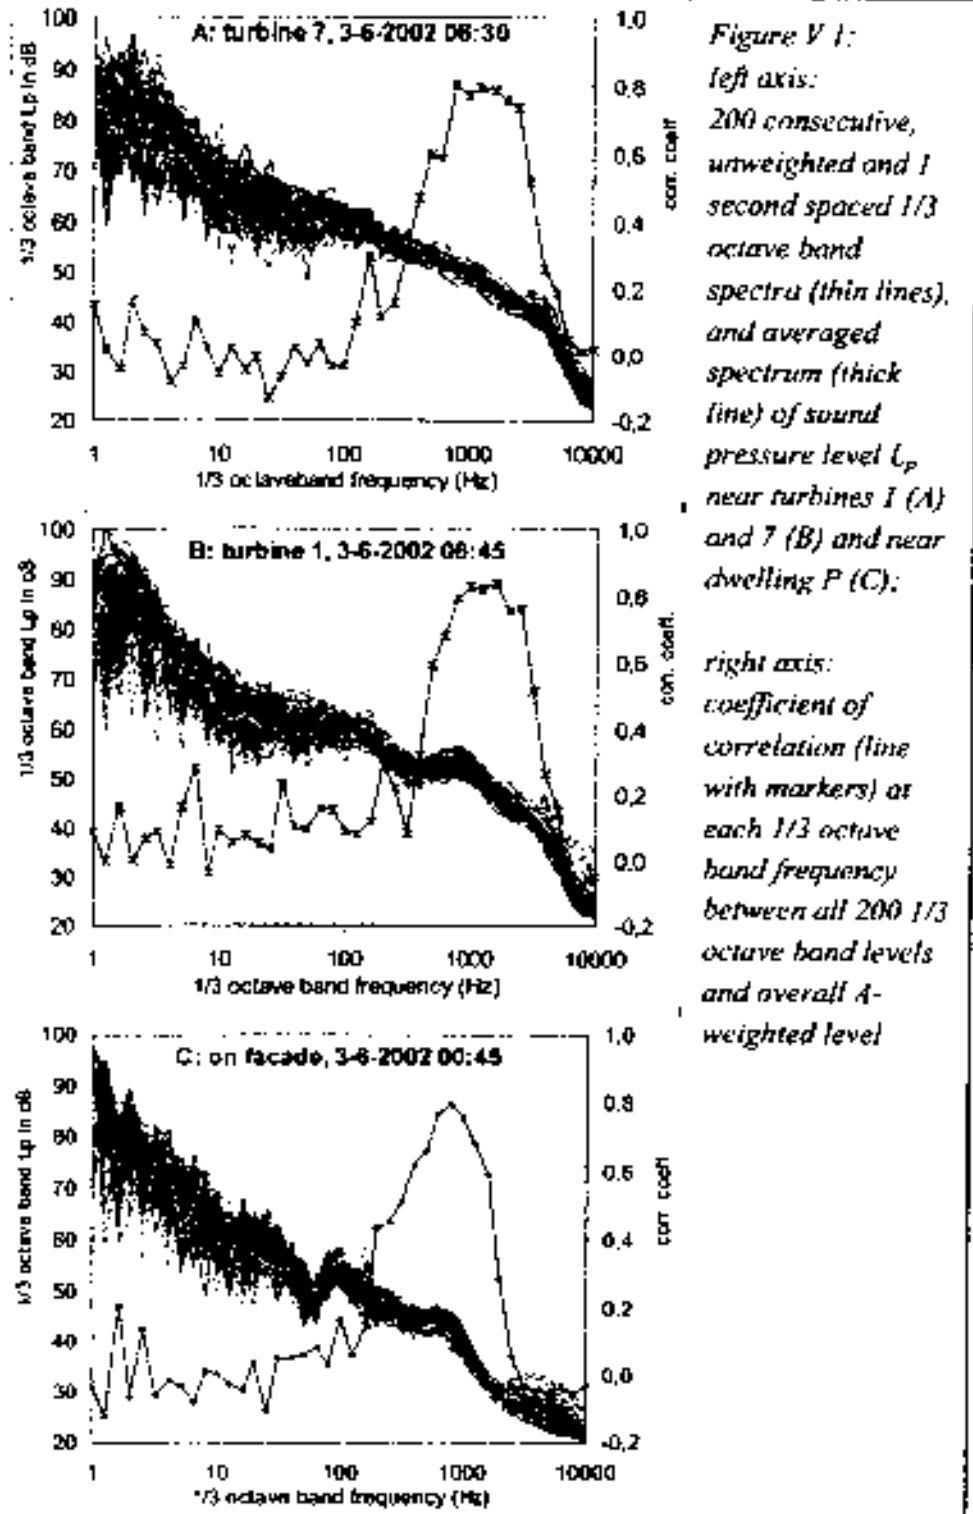 A: turbine 7, 3-6-2002 06:30
1/3 octave band Lp in dB
100
90
80
70
60
50
40
30
20
1,0
0,8
0,6
0,4
0,2
0,0
-0,2
corr. coeff
1 10 100 1000 10000
1/3 octaveband frequency (Hz)
B: turbine 1, 3-6-2002 06:45
1/3 octave band Lp in dB
100
90
80
70
60
50
40
30
20
1,0
0,8
0,6
0,4
0,2
0,0
-0,2
corr. coeff.
1 10 100 1000 10000
1/3 octave band frequency (Hz)
C: on facade, 3-6-2002 00:45
1/3 octave band Lp in dB
100
90
80
70
60
50
40
30
20
1,0
0,8
0,6
0,4
0,2
0,0
-0,2
corr coeff
1 10 100 1000 10000
1/3 octave band frequency (Hz)
Figure V 1:
left axis:
200 consecutive,
unweighted and 1
second spaced 1/3
octave band
spectra (thin lines),
and averaged
spectrum (thick
line) of sound
pressure level Lp
near turbines 1 (A)
and 7 (B) and near
dwelling P (C);
right axis:
coefficient of
correlation (line
with markers) at
each 1/3 octave
band frequency
between all 200 1/3
octave band levels
and overall A-
weighted level